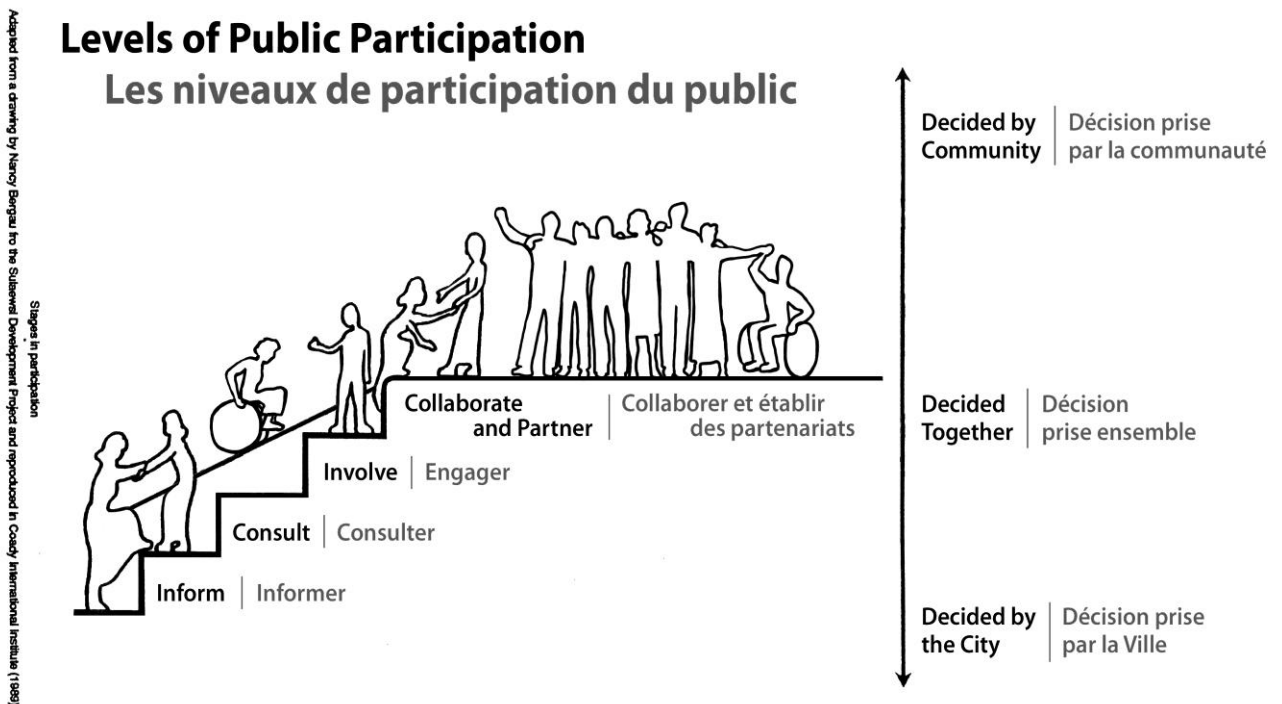 Levels of Public Participation
Les niveaux de participation du public
Decided by
Community
Décision prise
par la communauté
Collaborate
and Partner
Collaborer et établir
des partenariats
Decided
Together
Décision
prise ensemble
Involve
Engager
Consult
Consulter
Inform
Informer
Decided by
the City
Décision prise
par la Ville
Stages in participation
Adapted from a drawing by Nancy Bergau fro the Sulaewsi Development Project and reproduced in Coady International Institute (1989)